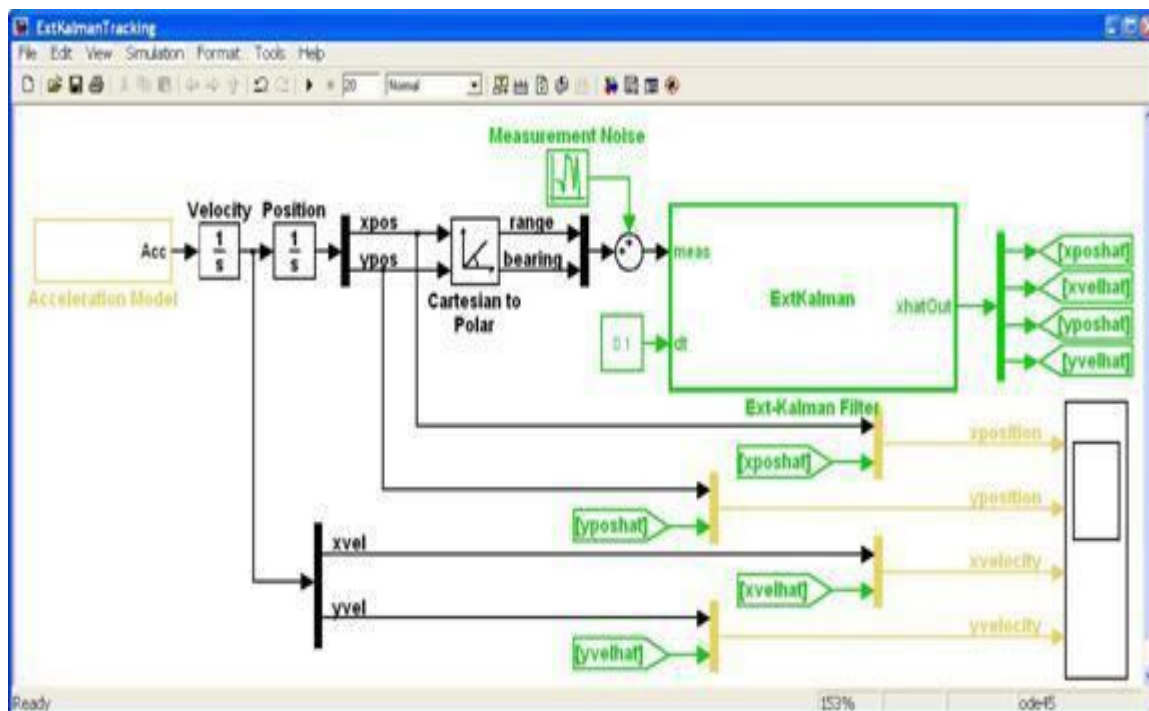 ExtKalmanTracking
File Edit View Simulation Format Tools Help
20 Normal
Measurement Noise
Velocity Position
Acc
1
s
1
s
xpos
ypos
range
bearing
Acceleration Model
Cartesian to
Polar
meas
ExtKalman
xhatOut
0.1
dt
[xposhat]
[xvelhat]
[yposhat]
[yvelhat]
Ext-Kalman Filter
xposition
[xposhat]
yposition
[yposhat]
xvel
xvelocity
[xvelhat]
yvel
yvelocity
[yvelhat]
Ready 153% ode45